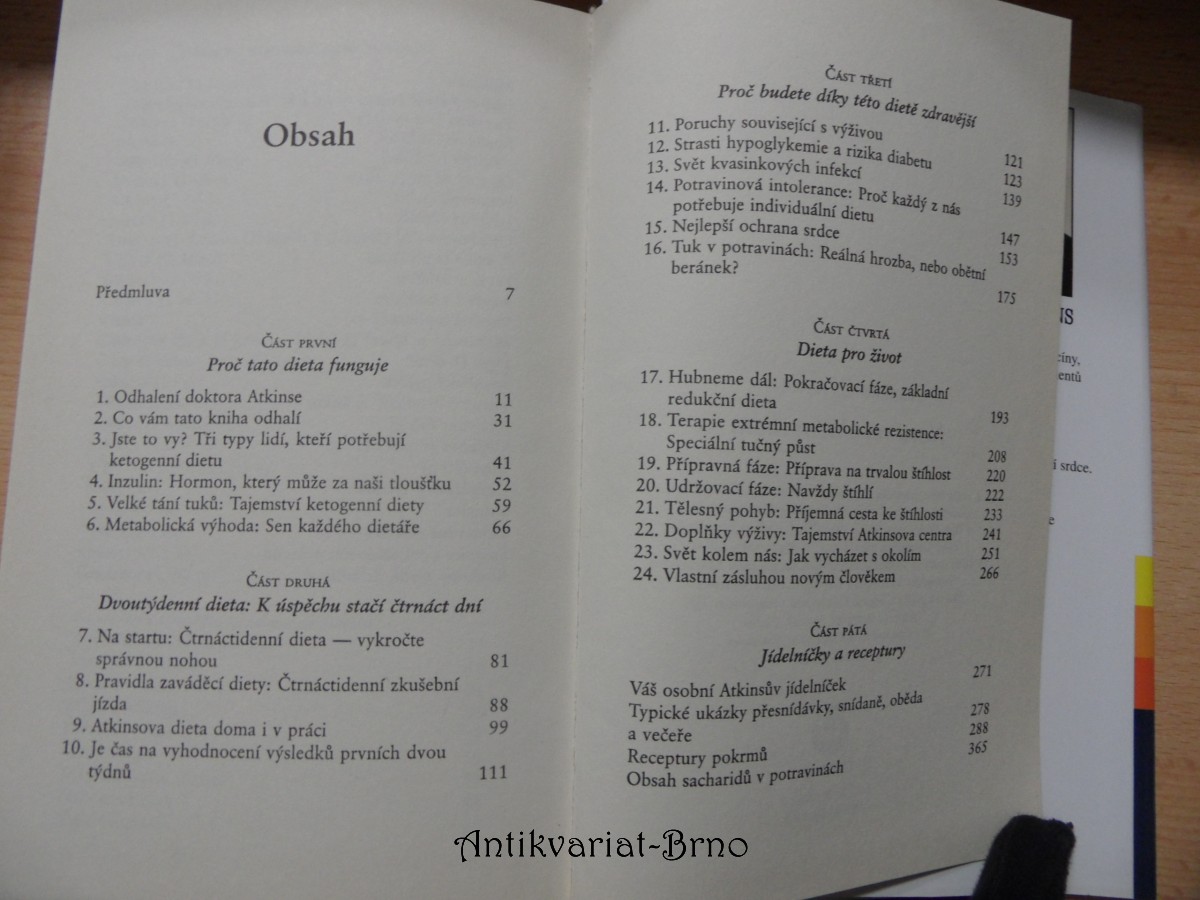 Obsah
Předmluva 7
Část první
Proč tato dieta funguje
1. Odhalení doktora Atkinse 11
2. Co vám tato kniha odhalí 31
3. Jste to vy? Tři typy lidí, kteří potřebují
ketogenní dietu 41
4. Inzulin: Hormon, který může za naši tloušťku 52
5. Velké tání tuků: Tajemství ketogenní diety 59
6. Metabolická výhoda: Sen každého dietáře 66
Část druhá
Dvoutýdenní dieta: K úspěchu stačí čtrnáct dní
7. Na startu: Čtrnáctidenní dieta — vykročte
správnou nohou 81
8. Pravidla zaváděcí diety: Čtrnáctidenní zkušební
jízda 88
9. Atkinsova dieta doma i v práci 99
10. Je čas na vyhodnocení výsledků prvních dvou
týdnů 111
Část třetí
Proč budete díky této dietě zdravější
11. Poruchy související s výživou 121
12. Strasti hypoglykemie a rizika diabetu 123
13. Svět kvasinkových infekcí 139
14. Potravinová intolerance: Proč každý z nás
potřebuje individuální dietu 147
15. Nejlepší ochrana srdce 153
16. Tuk v potravinách: Reálná hrozba, nebo obětní
beránek? 175
Část čtvrtá
Dieta pro život
17. Hubneme dál: Pokračovací fáze, základní
redukční dieta 193
18. Terapie extrémní metabolické rezistence:
Speciální tučný půst 208
19. Přípravná fáze: Příprava na trvalou štíhlost 220
20. Udržovací fáze: Navždy štíhlí 222
21. Tělesný pohyb: Příjemná cesta ke štíhlosti 233
22. Doplňky výživy: Tajemství Atkinsova centra 241
23. Svět kolem nás: Jak vycházet s okolím 251
24. Vlastní zásluhou novým člověkem 266
Část pátá
Jídelníčky a receptury
Váš osobní Atkinsův jídelníček 271
Typické ukázky přesnídávky, snídaně, oběda
a večeře 278
Receptury pokrmů 288
Obsah sacharidů v potravinách 365
NS
cíny,
entů
í srdce.
e
Antikvariat-Brno